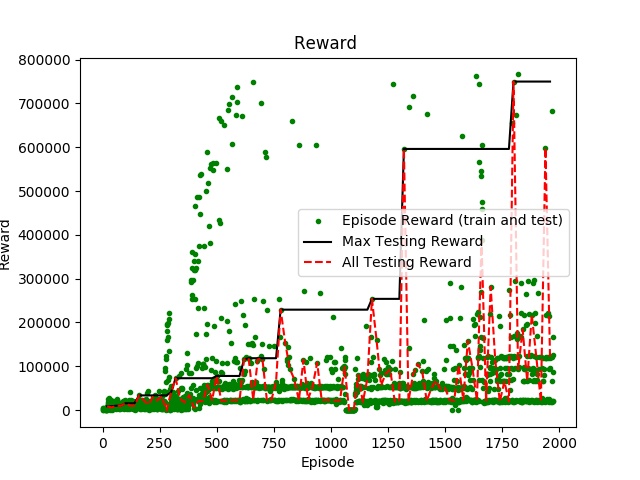 Reward
800000
700000
600000
500000
400000
300000
200000
100000
0
Reward
Episode Reward (train and test)
Max Testing Reward
All Testing Reward
0 250 500 750 1000 1250 1500 1750 2000
Episode